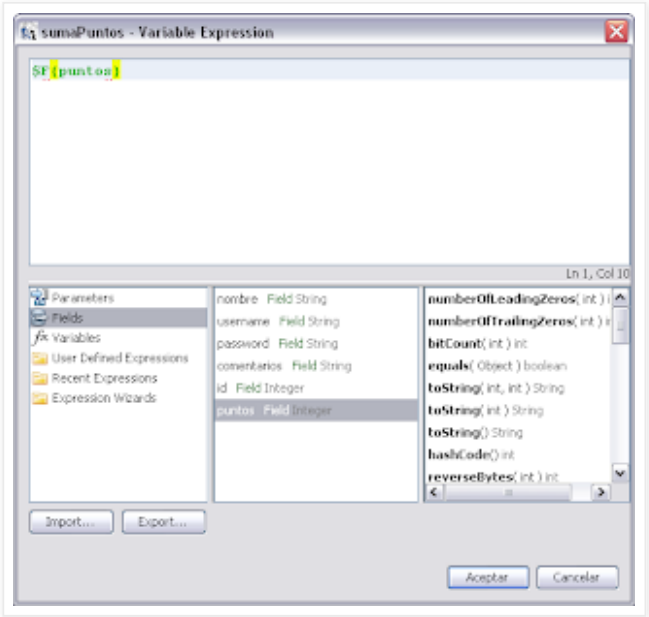 sumaPuntos - Variable Expression
$F{puntos}
Ln 1, Col 10
Parameters
Fields
fx Variables
User Defined Expressions
Recent Expressions
Expression Wizards
nombre Field String
username Field String
password Field String
comentarios Field String
id Field Integer
puntos Field Integer
numberOfLeadingZeros( int ) i
numberOfTrailingZeros( int ) ir
bitCount( int ) int
equals( Object ) boolean
toString( int, int ) String
toString( int ) String
toString() String
hashCode() int
reverseBytes( int ) int
Import...
Export...
Aceptar
Cancelar